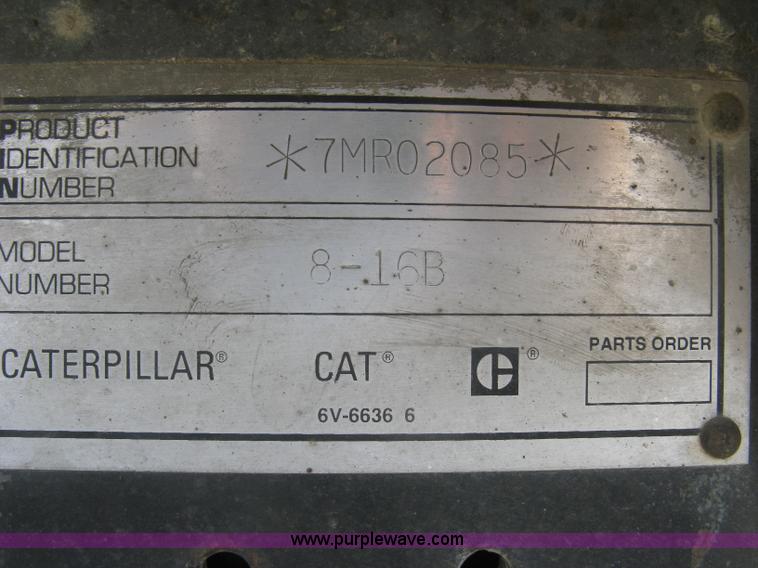 PRODUCT
IDENTIFICATION
NUMBER
*7MR02085*
MODEL
NUMBER
8-16B
CATERPILLAR®
CAT®
C®
PARTS ORDER
6V-6636 6
www.purplewave.com